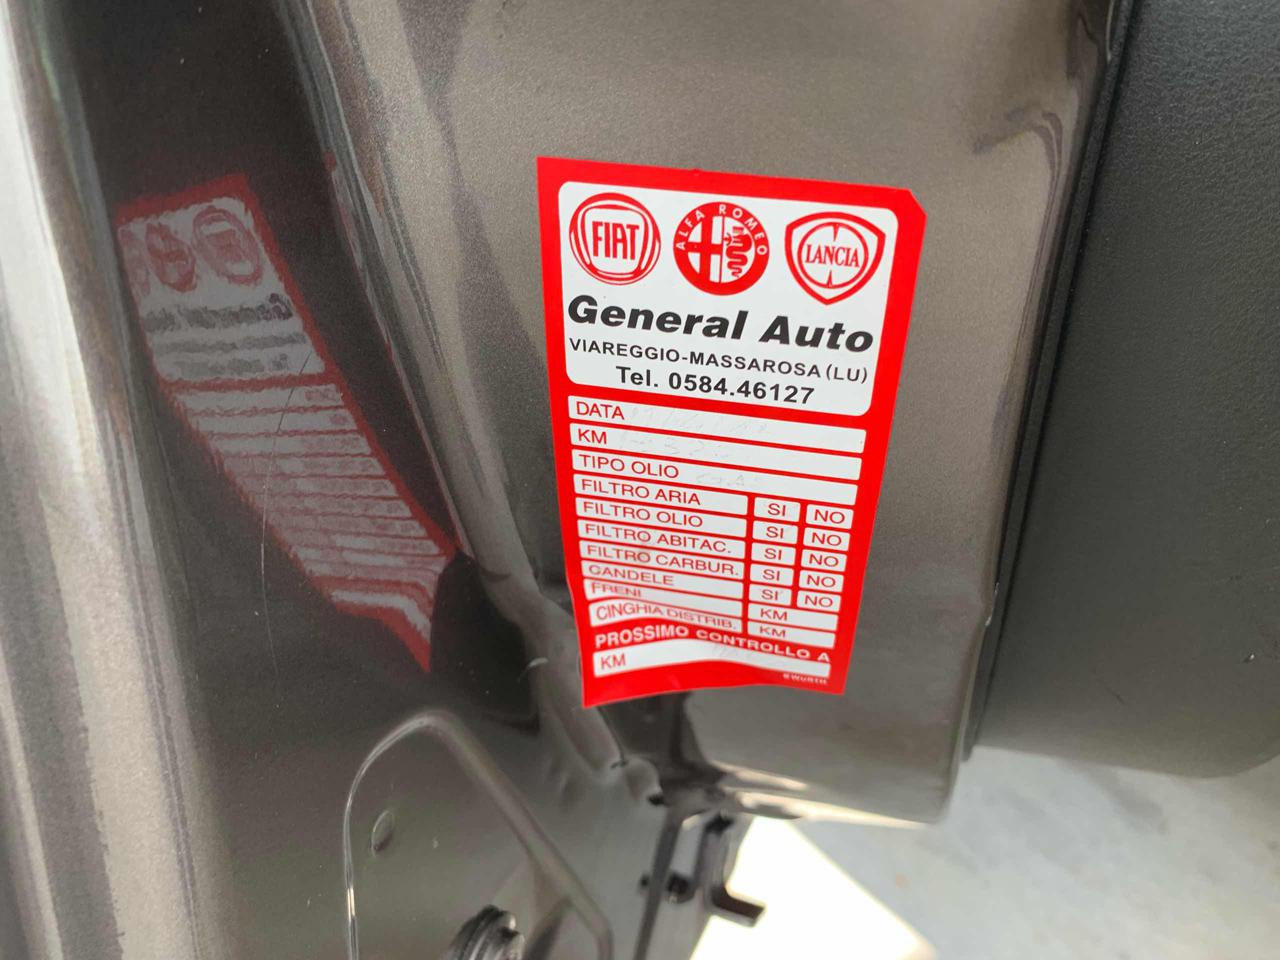 FIAT
ALFA ROMEO
LANCIA
General Auto
VIAREGGIO-MASSAROSA (LU)
Tel. 0584.46127
DATA
KM
TIPO OLIO
FILTRO ARIA SI NO
FILTRO OLIO SI NO
FILTRO ABITAC. SI NO
FILTRO CARBUR. SI NO
CANDELE SI NO
FRENI KM
CINGHIA DISTRIB. KM
PROSSIMO CONTROLLO A
KM
WÜRTH